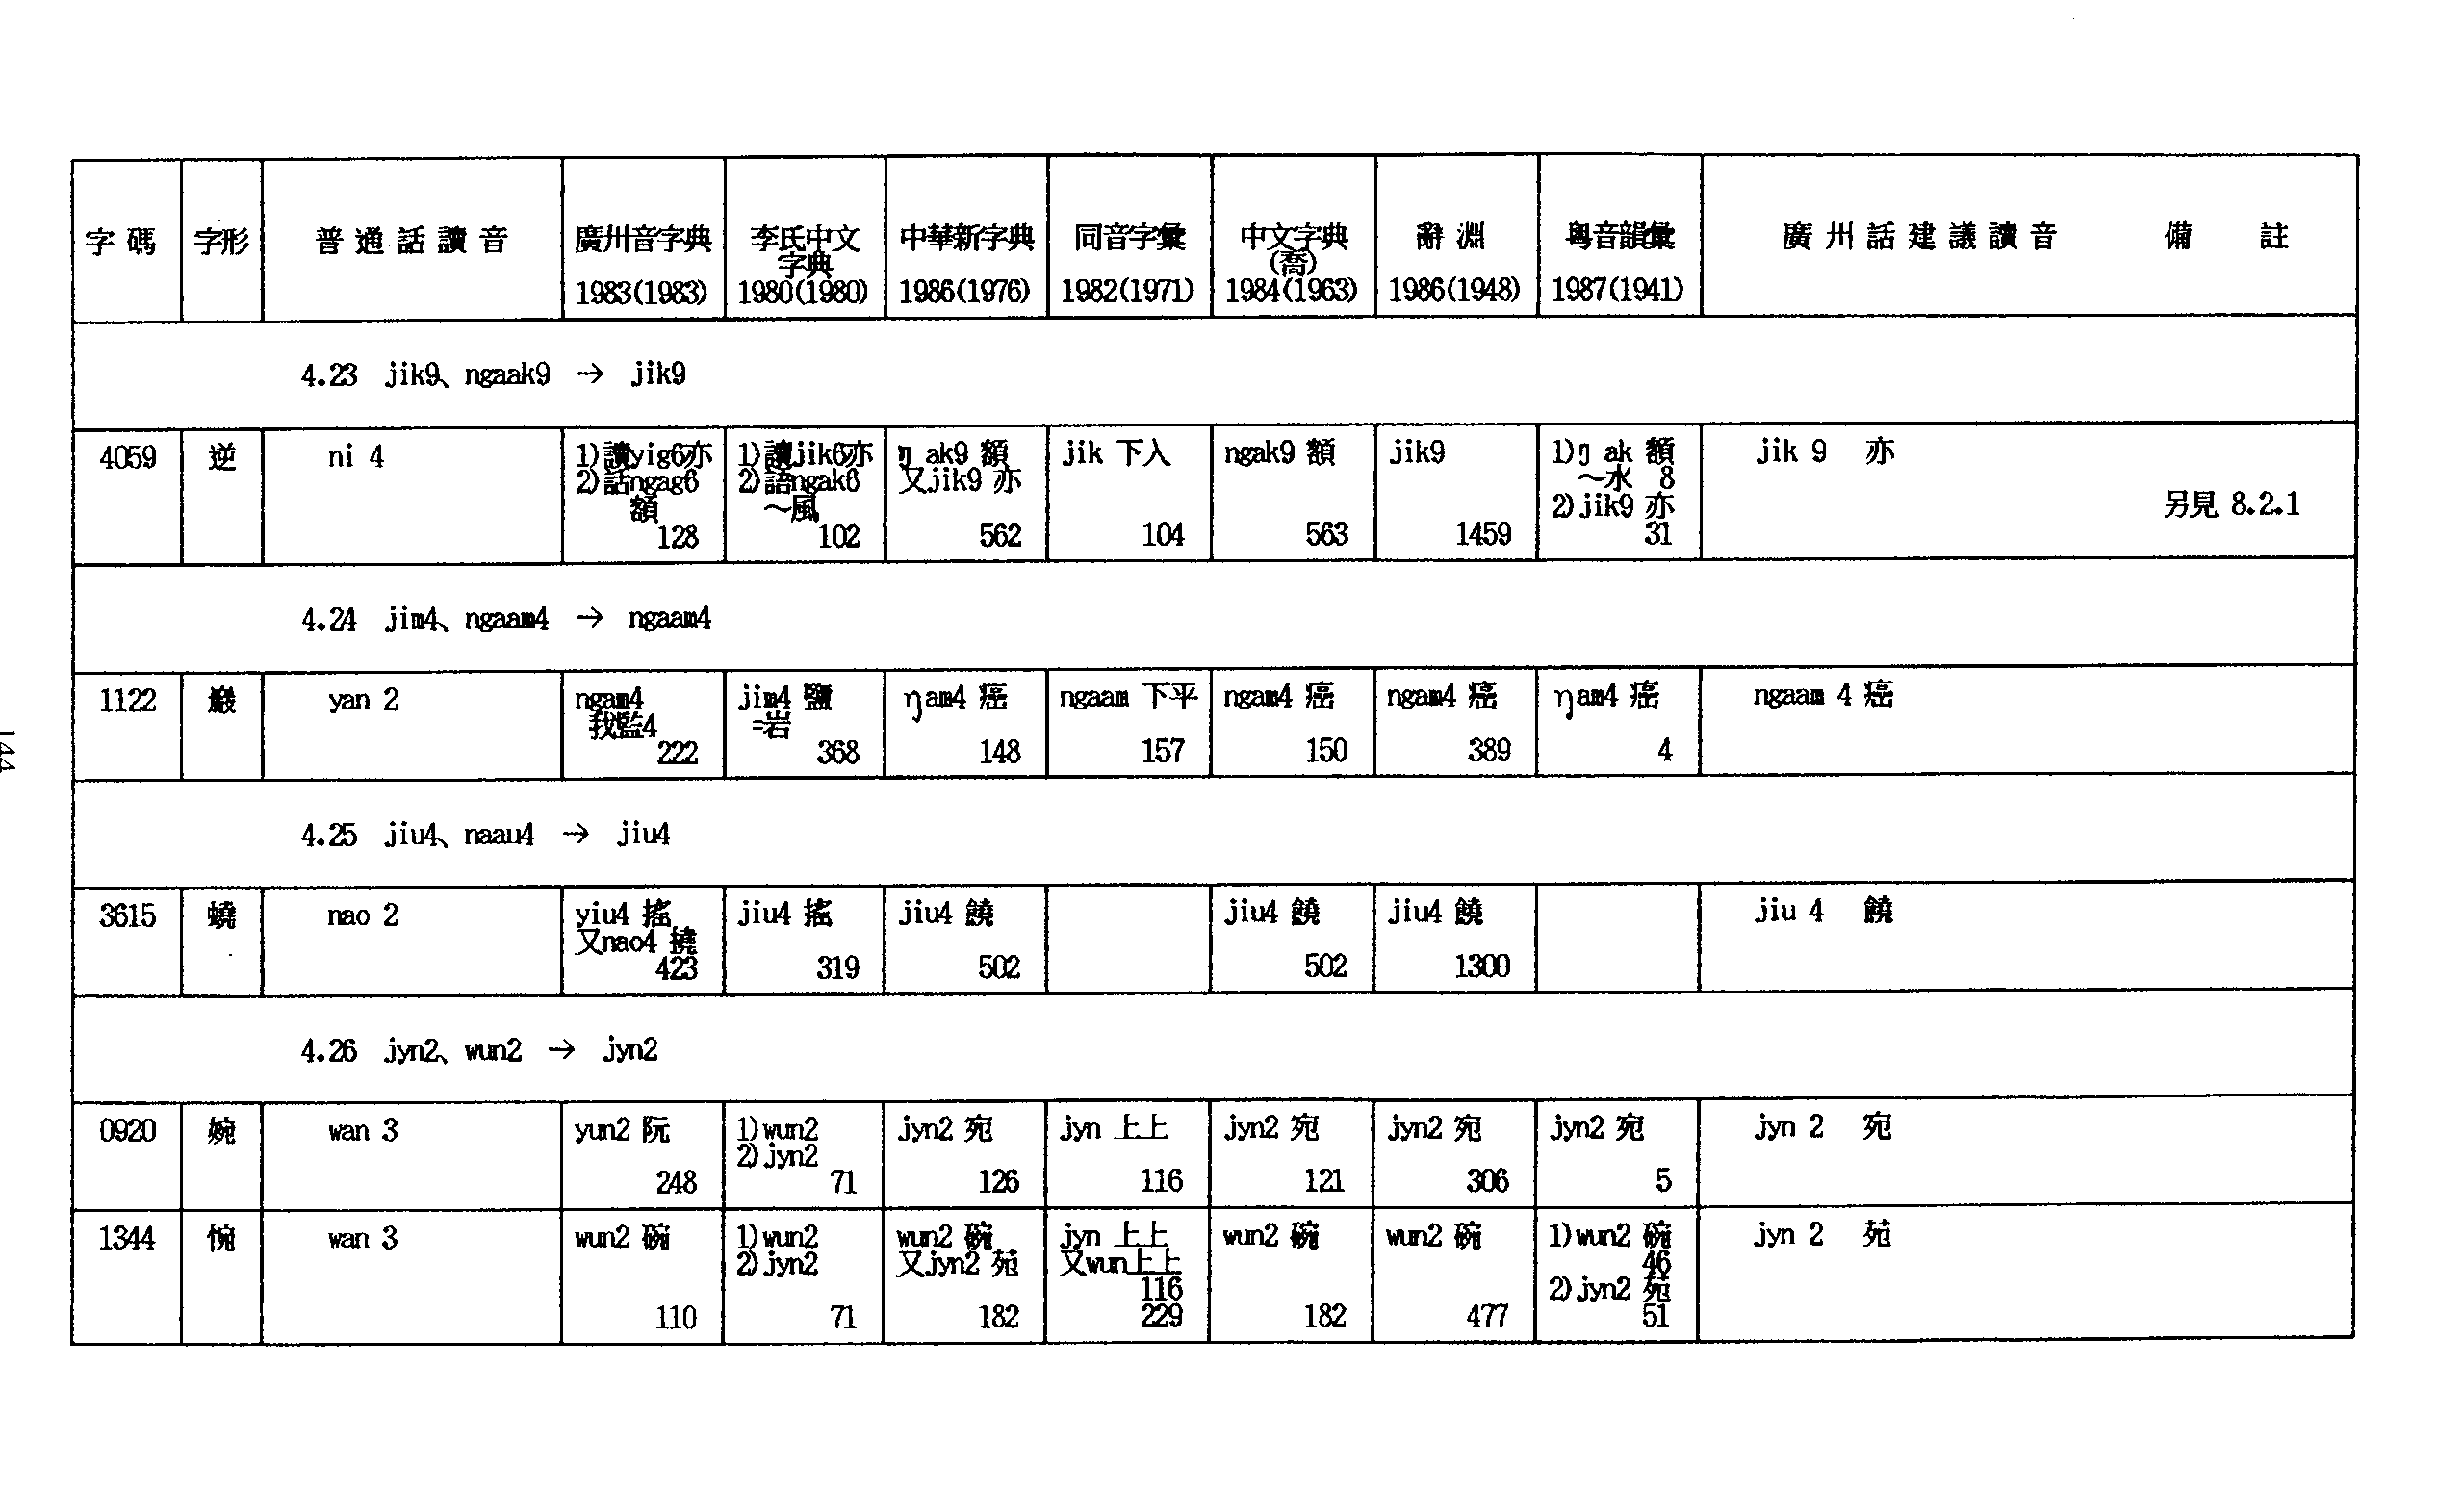 字碼 字形 普通話讀音 廣州音字典 李氏中文 中華新字典 同音字彙 中文字典 辭淵 粵音韻彙 廣州話建議讀音 備註
字典 (喬)
1983(1983) 1980(1980) 1986(1976) 1982(1971) 1984(1963) 1986(1948) 1987(1941)
4.23 jik9、ngaak9 → jik9
4059 逆 ni 4 1)讀yig6亦 1)讀jik6亦 ŋ ak9 額 jik 下入 ngak9 額 jik9 1)ŋ ak 額 jik 9 亦
2)話ngag6 2)語ngak6 又jik9 亦 ～水 8
額 ～風 2)jik9 亦 另見 8.2.1
128 102 562 104 563 1459 31
4.24 jim4、ngaam4 → ngaam4
1122 巖 yan 2 ngam4 jim4 鹽 ηam4 癌 ngaam 下平 ngam4 癌 ngam4 癌 ηam4 癌 ngaam 4 癌
我監4 =岩
222 368 148 157 150 389 4
4.25 jiu4、naau4 → jiu4
3615 蟯 nao 2 yiu4 搖 jiu4 搖 jiu4 饒 jiu4 饒 jiu4 饒 jiu 4 饒
又nao4 撓
423 319 502 502 1300
4.26 jyn2、wun2 → jyn2
0920 婉 wan 3 yun2 阮 1)wun2 jyn2 宛 jyn 上上 jyn2 宛 jyn2 宛 jyn2 宛 jyn 2 宛
2)jyn2
248 71 126 116 121 306 5
1344 惋 wan 3 wun2 碗 1)wun2 wun2 碗 jyn 上上 wun2 碗 wun2 碗 1)wun2 碗 jyn 2 苑
2)jyn2 又jyn2 苑 又wun上上 46
116 2)jyn2 苑
110 71 182 229 182 477 51
144